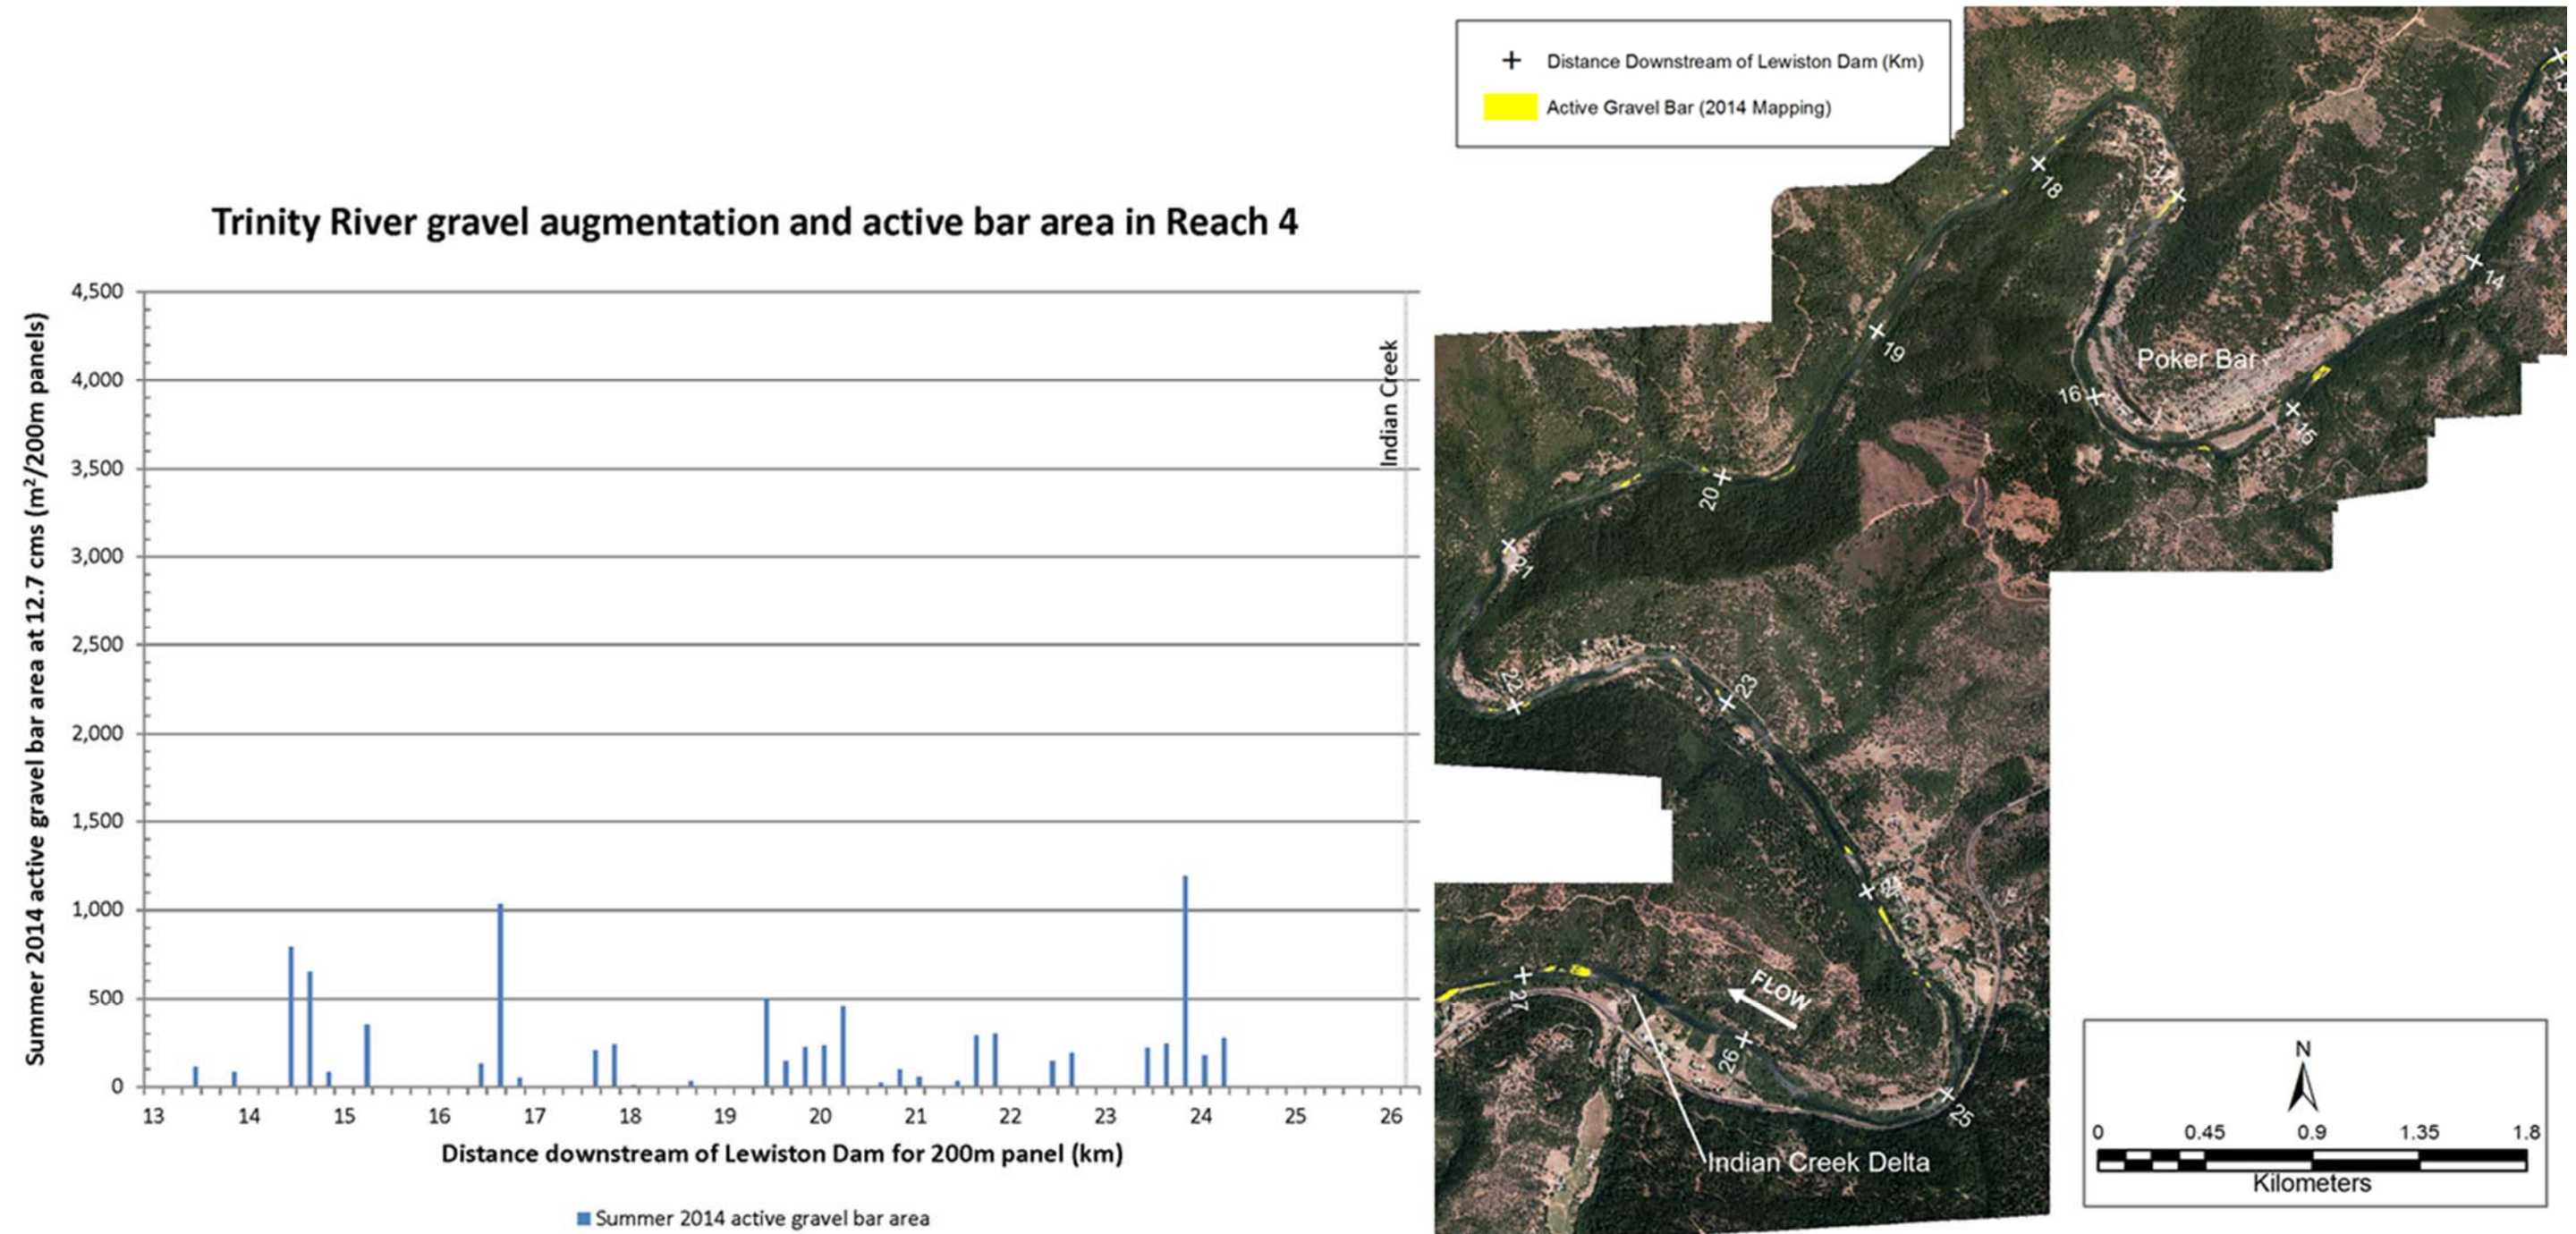 Trinity River gravel augmentation and active bar area in Reach 4
Summer 2014 active gravel bar area at 12.7 cms (m²/200m panels)
4,500
4,000
3,500
3,000
2,500
2,000
1,500
1,000
500
0
Indian Creek
13 14 15 16 17 18 19 20 21 22 23 24 25 26
Distance downstream of Lewiston Dam for 200m panel (km)
Summer 2014 active gravel bar area
Distance Downstream of Lewiston Dam (Km)
Active Gravel Bar (2014 Mapping)
18
17
14
19
Poker Bar
16
15
20
21
22
23
24
27
FLOW
26
25
Indian Creek Delta
N
0 0.45 0.9 1.35 1.8
Kilometers